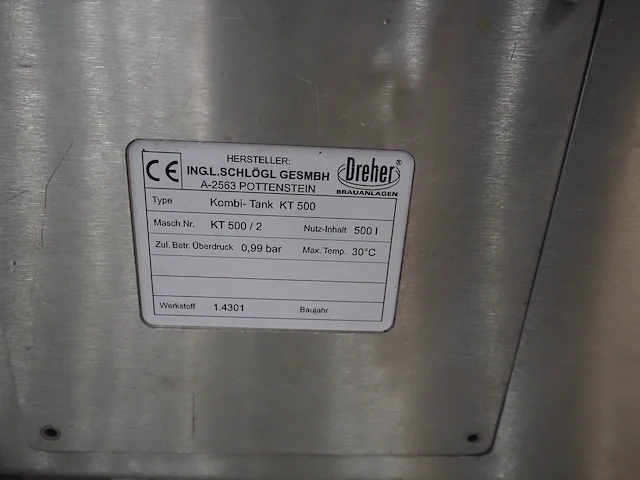 CE
HERSTELLER:
ING.L.SCHLÖGL GESMBH
A-2563 POTTENSTEIN
Dreher®
BRAUANLAGEN
Type Kombi-Tank KT 500
Masch.Nr. KT 500 / 2 Nutz-Inhalt 500 l
Zul. Betr. Überdruck 0,99 bar Max. Temp. 30°C
Werkstoff 1.4301 Baujahr